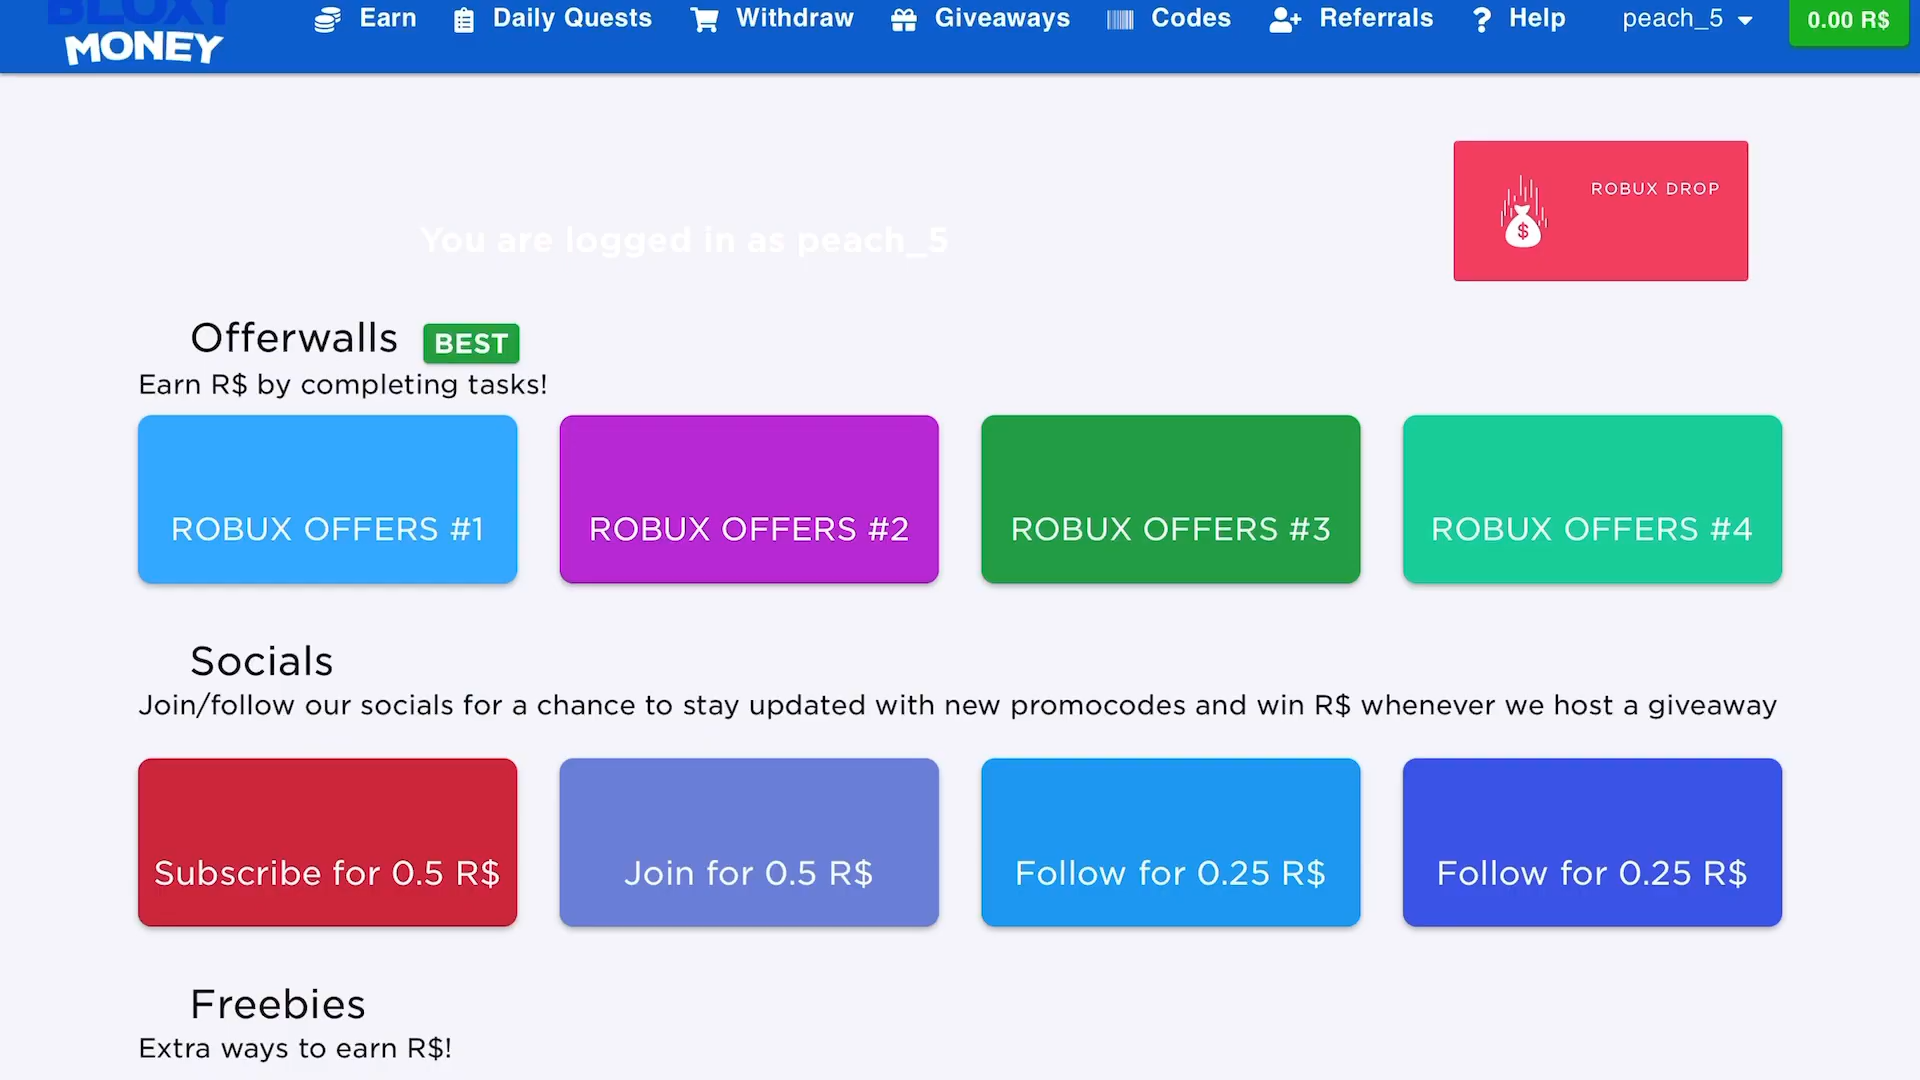 BLOXY
MONEY
Earn
Daily Quests
Withdraw
Giveaways
Codes
Referrals
Help
peach_5
0.00 R$
ROBUX DROP
You are logged in as peach_5
Offerwalls BEST
Earn R$ by completing tasks!
ROBUX OFFERS #1
ROBUX OFFERS #2
ROBUX OFFERS #3
ROBUX OFFERS #4
Socials
Join/follow our socials for a chance to stay updated with new promocodes and win R$ whenever we host a giveaway
Subscribe for 0.5 R$
Join for 0.5 R$
Follow for 0.25 R$
Follow for 0.25 R$
Freebies
Extra ways to earn R$!